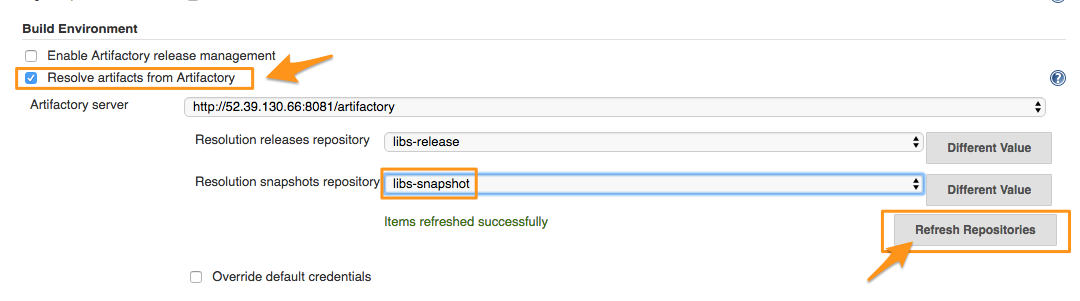 Build Environment
Enable Artifactory release management
Resolve artifacts from Artifactory
?
Artifactory server
http://52.39.130.66:8081/artifactory
Resolution releases repository
libs-release
Different Value
Resolution snapshots repository
libs-snapshot
Different Value
Items refreshed successfully
Refresh Repositories
Override default credentials